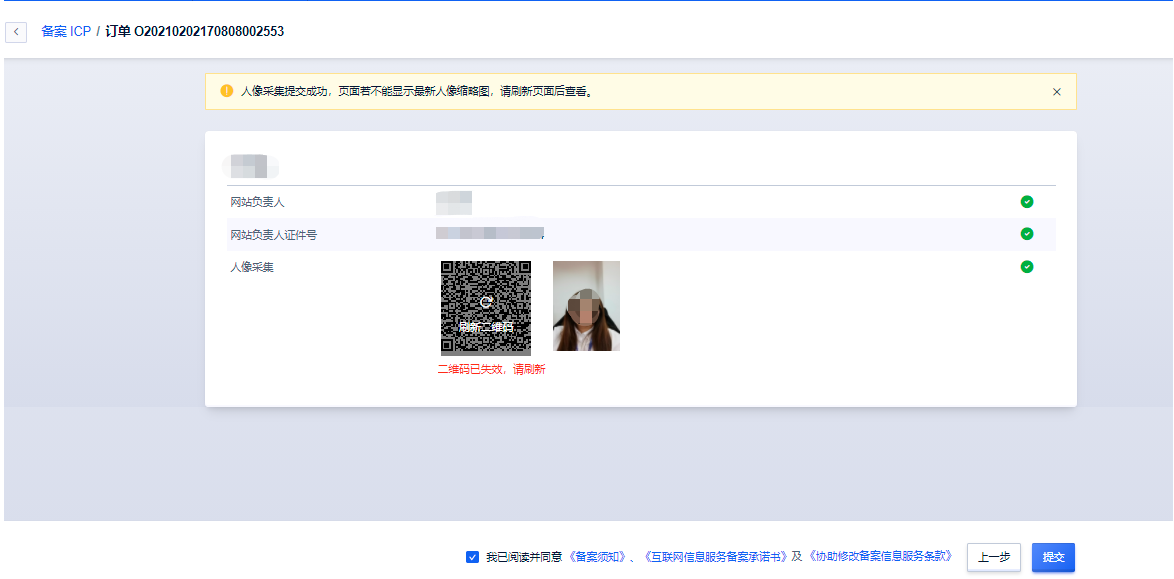 备案 ICP / 订单 O20210202170808002553
人像采集提交成功，页面若不能显示最新人像缩略图，请刷新页面后查看。
网站负责人
网站负责人证件号
人像采集
刷新二维码
二维码已失效，请刷新
我已阅读并同意《备案须知》、《互联网信息服务备案承诺书》及《协助修改备案信息服务条款》 上一步 提交